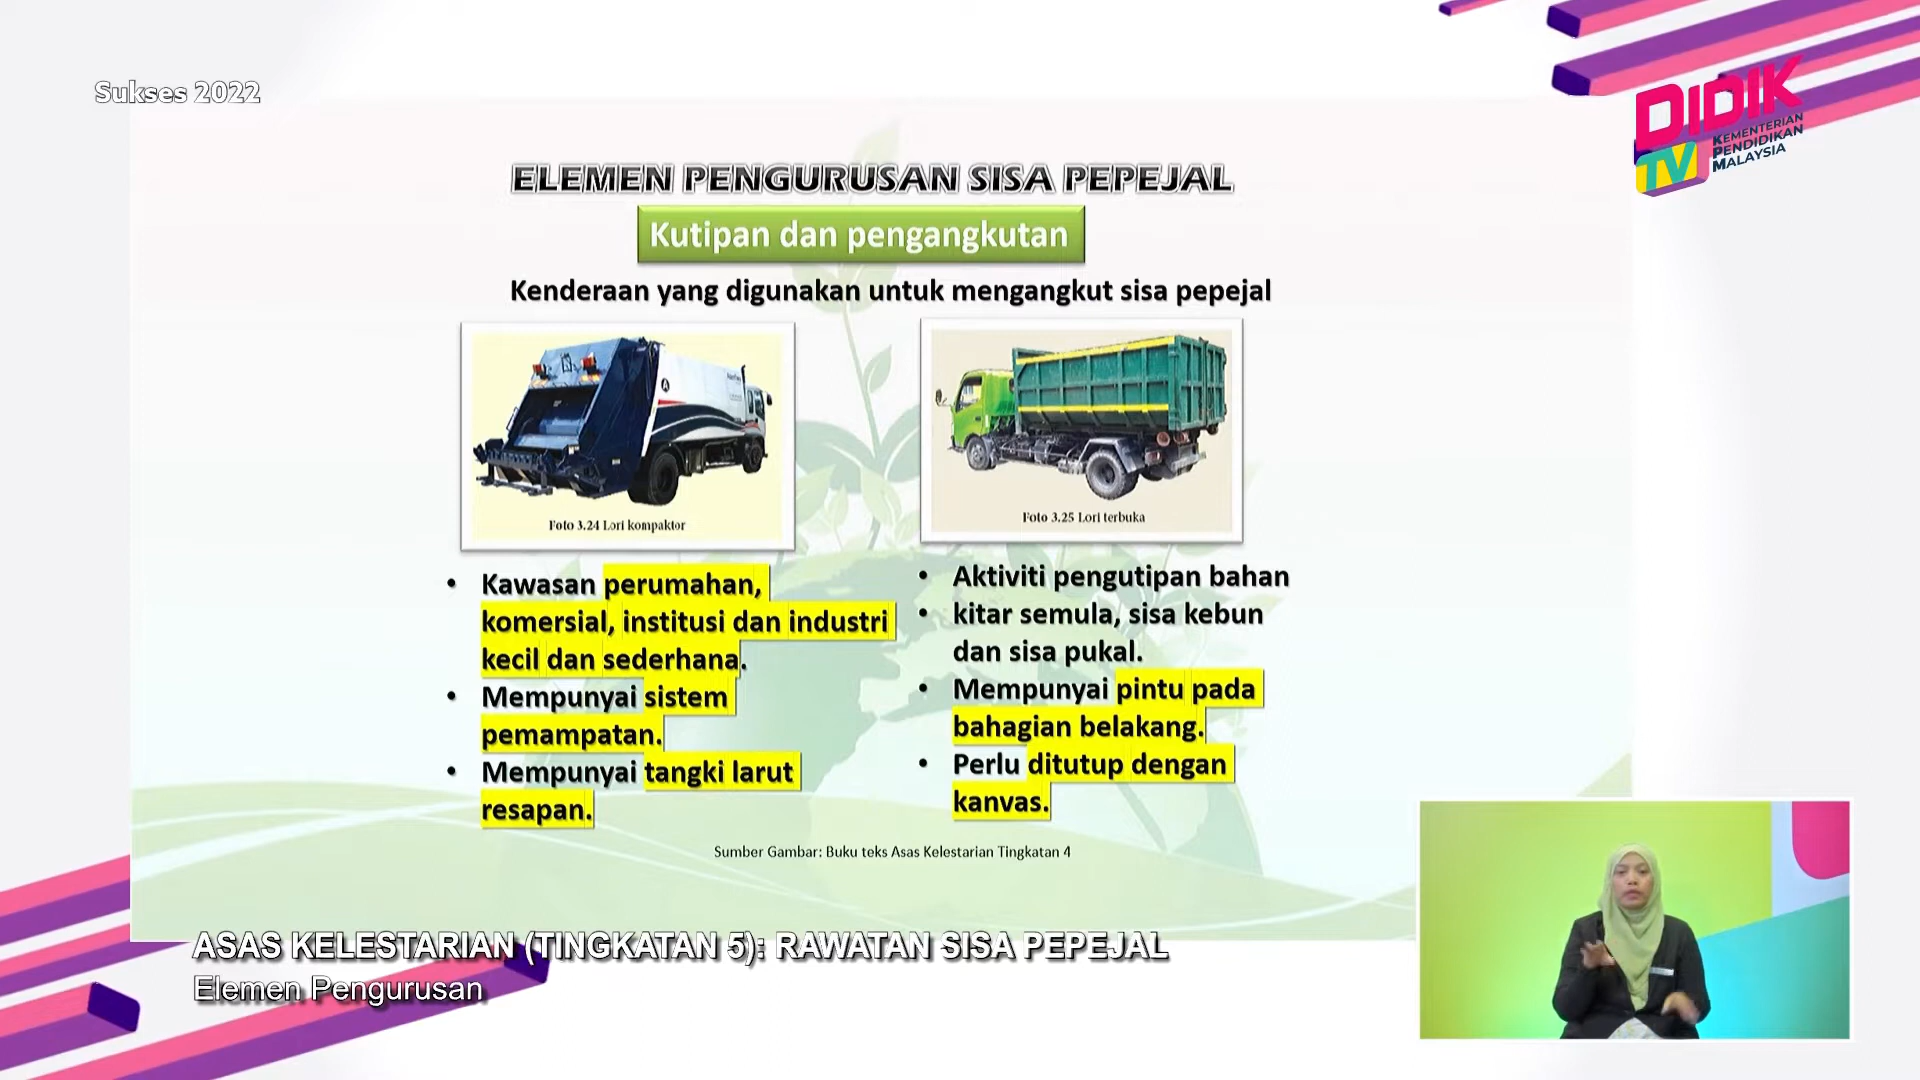 Sukses 2022
DIDIK
TV
KEMENTERIAN
PENDIDIKAN
MALAYSIA
ELEMEN PENGURUSAN SISA PEPEJAL
Kutipan dan pengangkutan
Kenderaan yang digunakan untuk mengangkut sisa pepejal
Foto 3.24 Lori kompaktor
• Kawasan perumahan,
komersial, institusi dan industri
kecil dan sederhana.
• Mempunyai sistem
pemampatan.
• Mempunyai tangki larut
resapan.
Foto 3.25 Lori terbuka
• Aktiviti pengutipan bahan
• kitar semula, sisa kebun
dan sisa pukal.
• Mempunyai pintu pada
bahagian belakang.
• Perlu ditutup dengan
kanvas.
Sumber Gambar: Buku teks Asas Kelestarian Tingkatan 4
ASAS KELESTARIAN (TINGKATAN 5): RAWATAN SISA PEPEJAL
Elemen Pengurusan